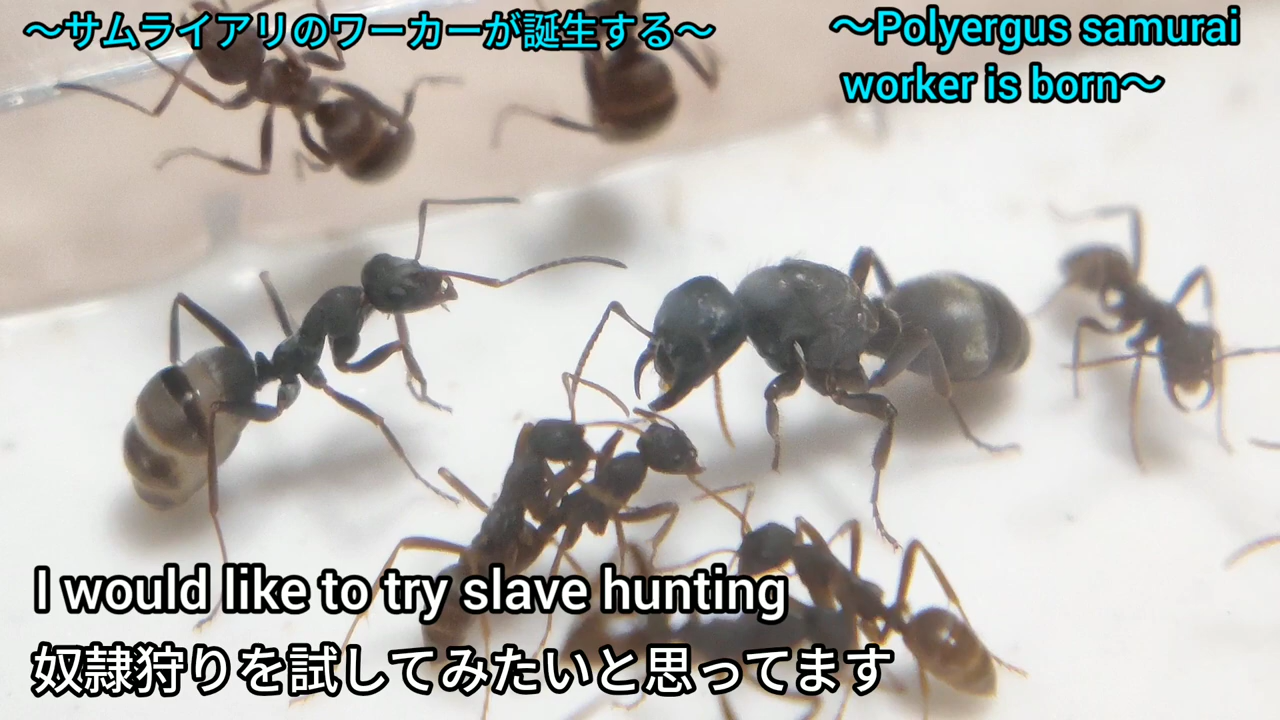 〜サムライアリのワーカーが誕生する〜
〜Polyergus samurai
worker is born〜
I would like to try slave hunting
奴隷狩りを試してみたいと思ってます